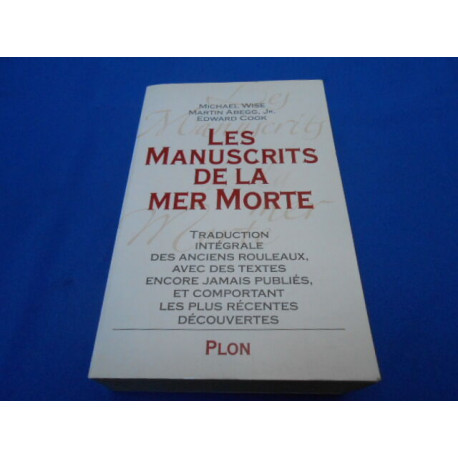 MICHAEL WISE
MARTIN ABEGG, JR.
EDWARD COOK
LES
MANUSCRITS
DE LA
MER MORTE
TRADUCTION
INTÉGRALE
DES ANCIENS ROULEAUX,
AVEC DES TEXTES
ENCORE JAMAIS PUBLIÉS,
ET COMPORTANT
LES PLUS RÉCENTES
DÉCOUVERTES
PLON